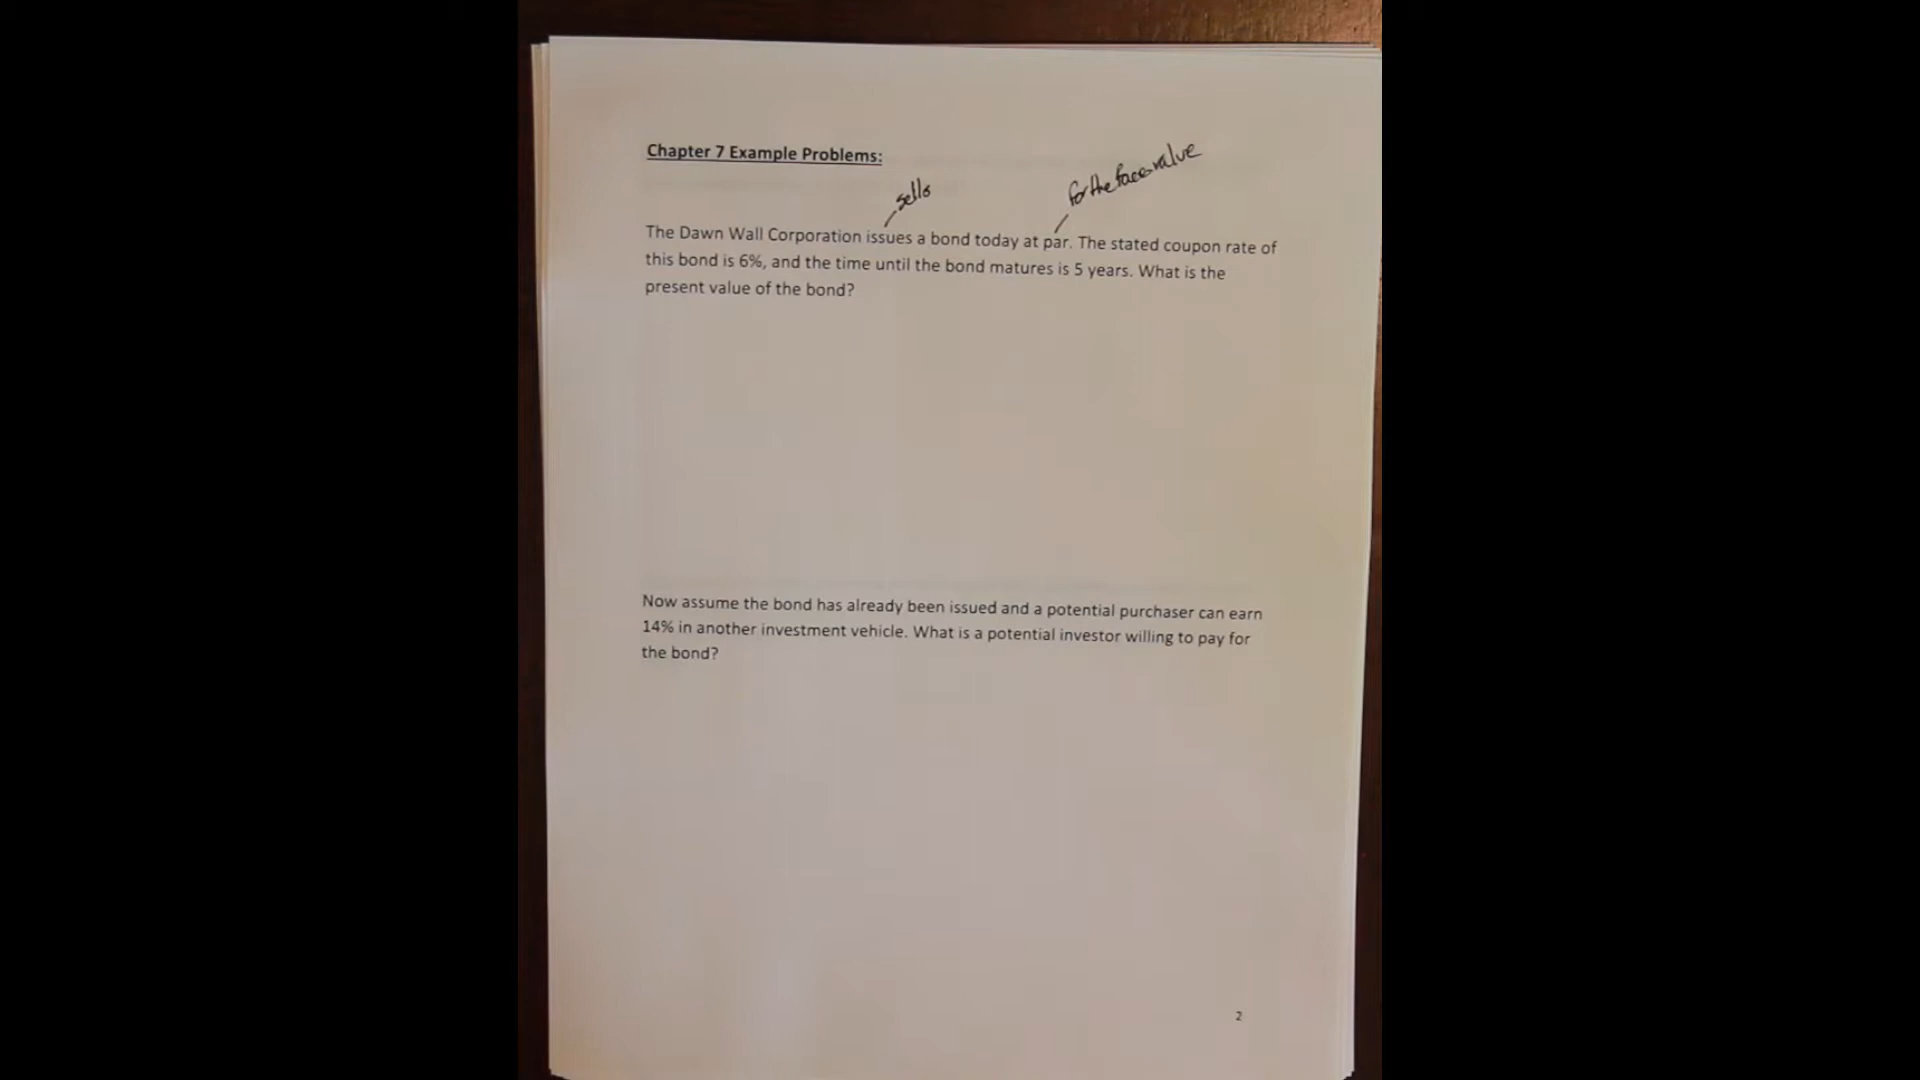 Chapter 7 Example Problems:
sells
for the face value
The Dawn Wall Corporation issues a bond today at par. The stated coupon rate of
this bond is 6%, and the time until the bond matures is 5 years. What is the
present value of the bond?
Now assume the bond has already been issued and a potential purchaser can earn
14% in another investment vehicle. What is a potential investor willing to pay for
the bond?
2